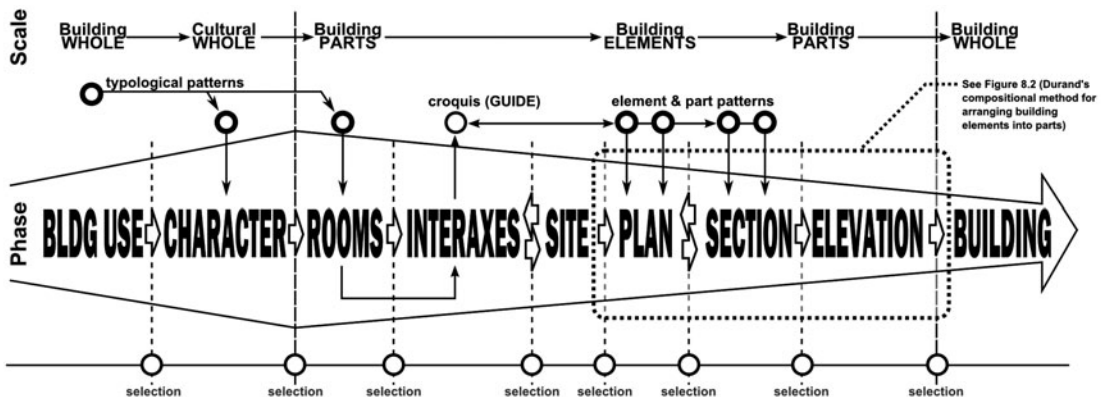 Scale
Building WHOLE
Cultural WHOLE
Building PARTS
Building ELEMENTS
Building PARTS
Building WHOLE
typological patterns
croquis (GUIDE)
element & part patterns
See Figure 8.2 (Durand's
compositional method for
arranging building
elements into parts)
Phase
BLDG USE
CHARACTER
ROOMS
INTERAXES
SITE
PLAN
SECTION
ELEVATION
BUILDING
selection
selection
selection
selection
selection
selection
selection
selection